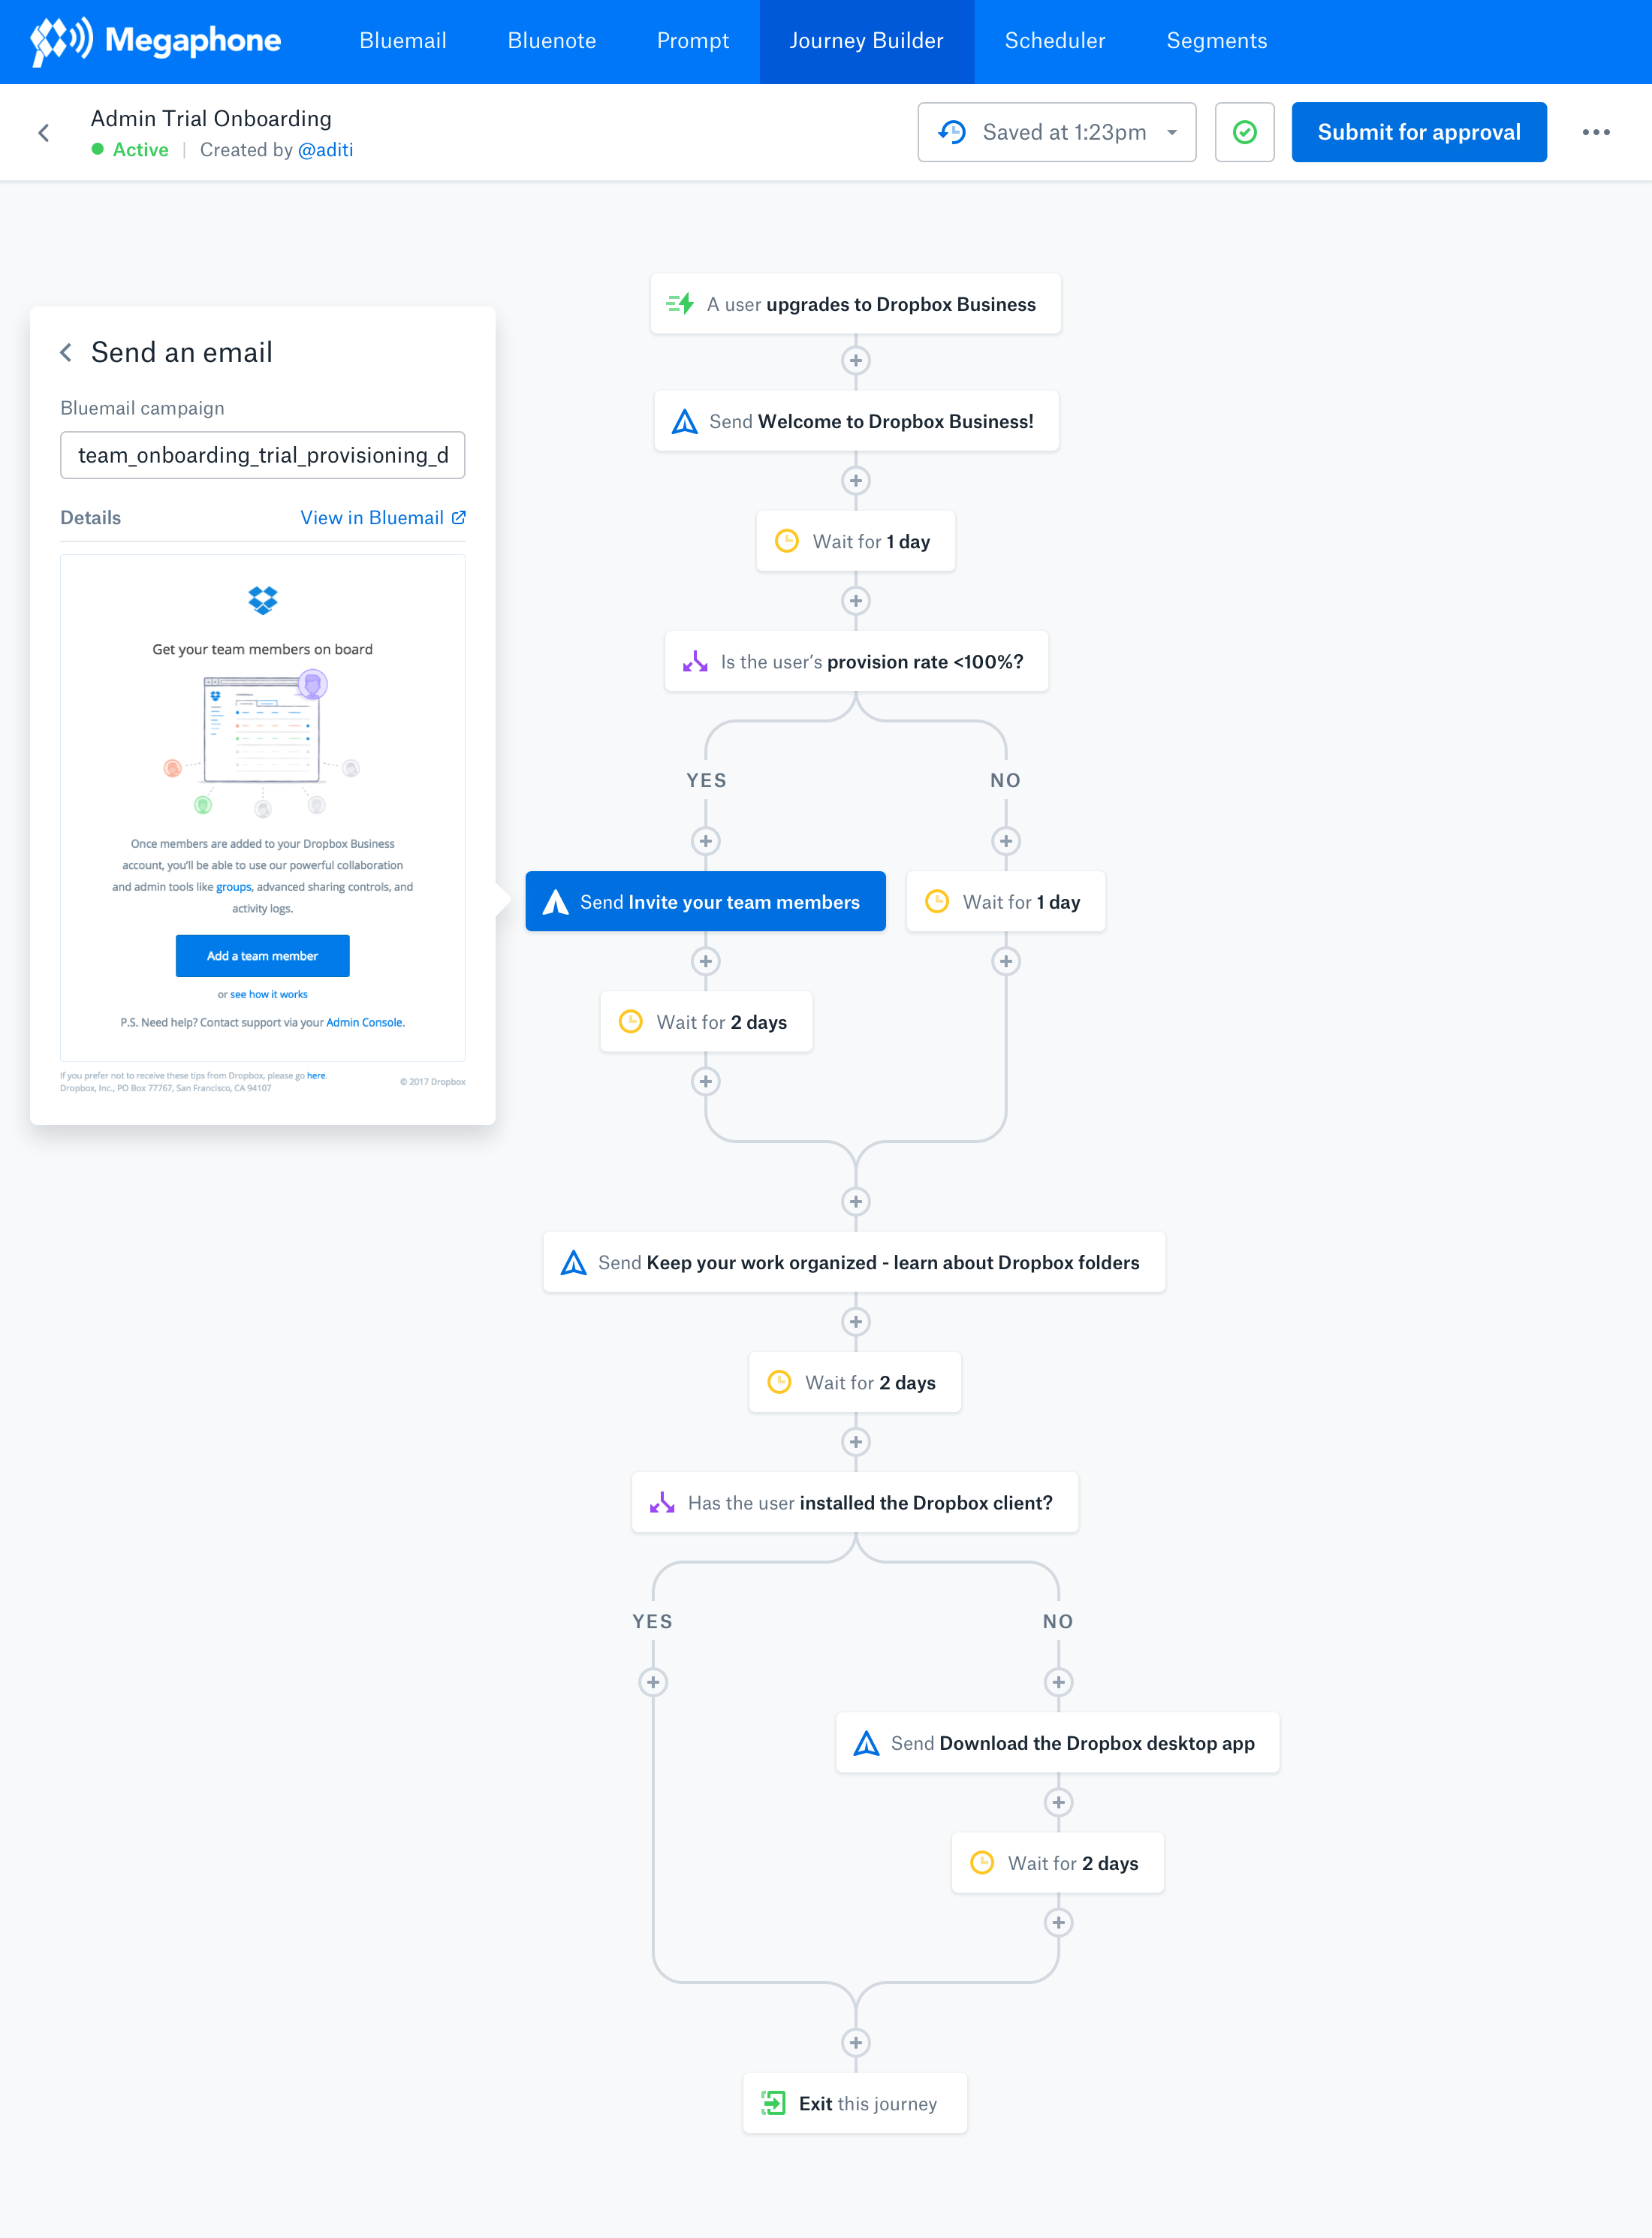 Megaphone
Bluemail
Bluenote
Prompt
Journey Builder
Scheduler
Segments
Admin Trial Onboarding
Active | Created by @aditi
Saved at 1:23pm
Submit for approval
Send an email
Bluemail campaign
team_onboarding_trial_provisioning_d
Details
View in Bluemail
Get your team members on board
Once members are added to your Dropbox Business
account, you'll be able to use our powerful collaboration
and admin tools like groups, advanced sharing controls, and
activity logs.
Add a team member
or see how it works
P.S. Need help? Contact support via your Admin Console.
If you prefer not to receive these tips from Dropbox, please go here.
Dropbox, Inc., PO Box 77767, San Francisco, CA 94107
© 2017 Dropbox
A user upgrades to Dropbox Business
Send Welcome to Dropbox Business!
Wait for 1 day
Is the user’s provision rate <100%?
YES
NO
Send Invite your team members
Wait for 1 day
Wait for 2 days
Send Keep your work organized - learn about Dropbox folders
Wait for 2 days
Has the user installed the Dropbox client?
YES
NO
Send Download the Dropbox desktop app
Wait for 2 days
Exit this journey